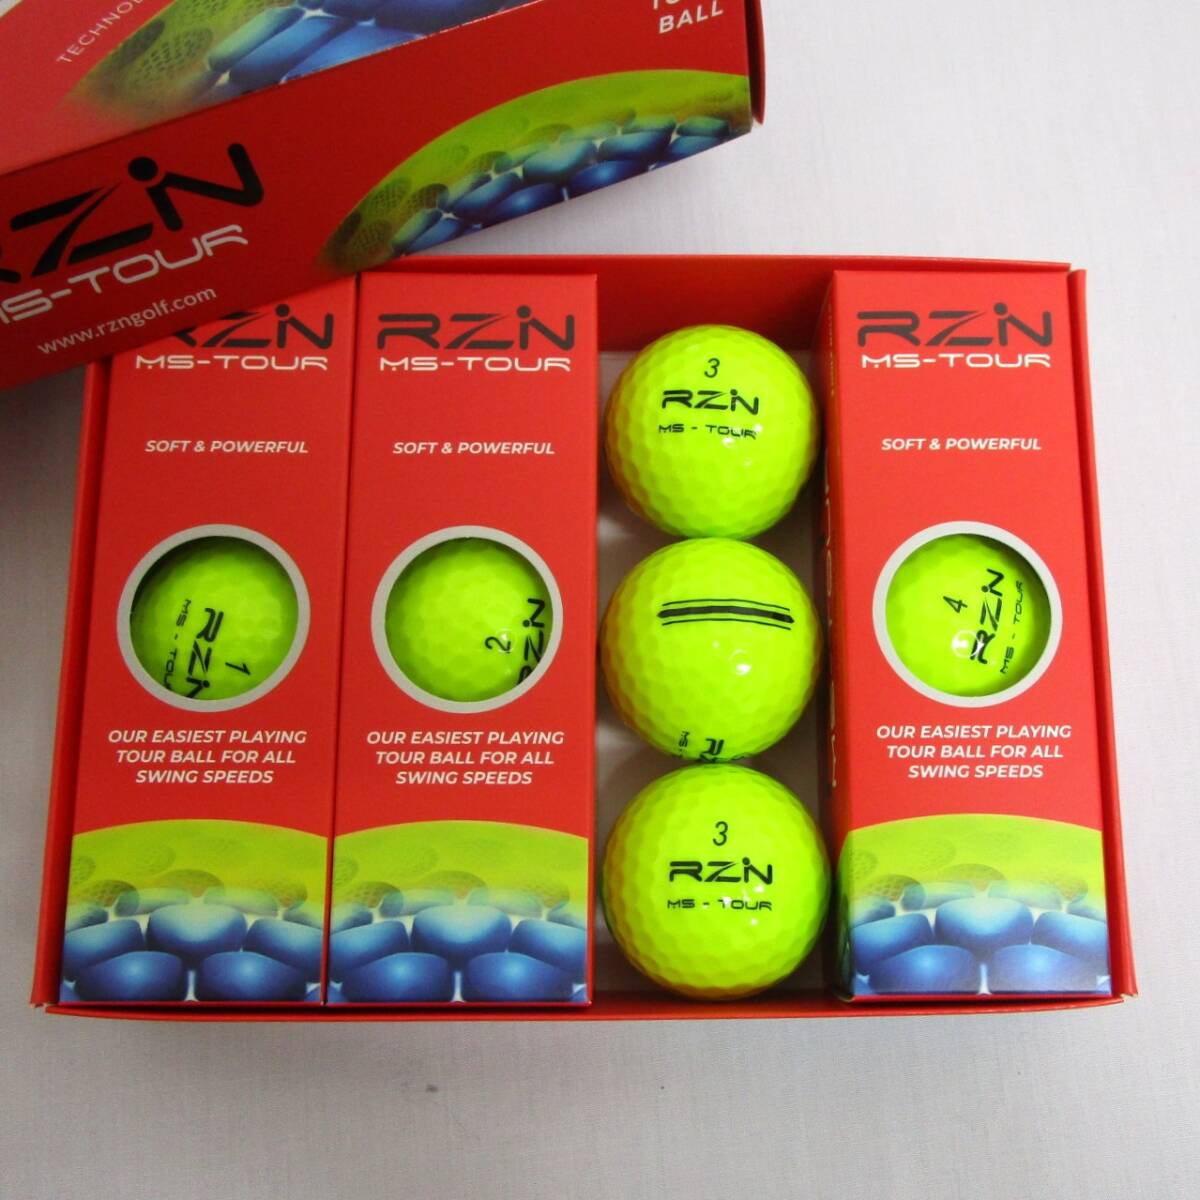 BALL
RZN
MS-TOUR
www.rzngolf.com
RZN
MS-TOUR
SOFT & POWERFUL
1
RZN
MS - TOUR
OUR EASIEST PLAYING
TOUR BALL FOR ALL
SWING SPEEDS
RZN
MS-TOUR
SOFT & POWERFUL
2
RZN
OUR EASIEST PLAYING
TOUR BALL FOR ALL
SWING SPEEDS
3
RZN
MS - TOUR
3
RZN
MS - TOUR
RZN
MS-TOUR
SOFT & POWERFUL
4
RZN
MS - TOUR
OUR EASIEST PLAYING
TOUR BALL FOR ALL
SWING SPEEDS